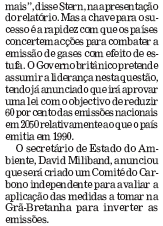 mais", disse Stern, na apresentação
do relatório. Mas a chave para o su-
cesso é a rapidez com que os países
concertem acções para combater a
emissão de gases com efeito de es-
tufa. O Governo britânico pretende
assumir a liderança nesta questão,
tendo já anunciado que irá aprovar
uma lei com o objectivo de reduzir
60 por cento das emissões nacionais
em 2050 relativamente ao que o país
emitia em 1990.
O secretário de Estado do Am-
biente, David Miliband, anunciou
que será criado um Comité do Car-
bono independente para avaliar a
aplicação das medidas a tomar na
Grã-Bretanha para inverter as
emissões.